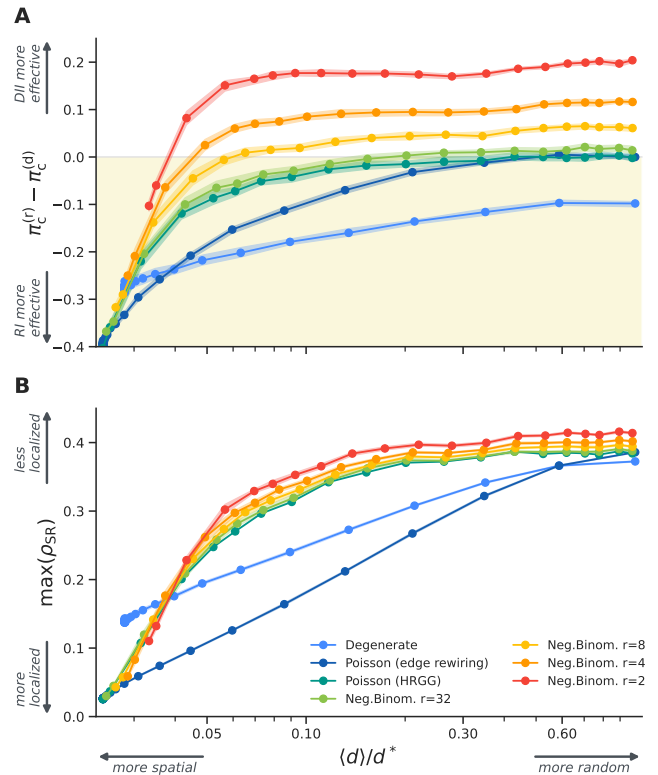 A
DII more
effective
RI more
effective
π_c^(r) − π_c^(d)
0.2
0.1
0.0
−0.1
−0.2
−0.3
−0.4
B
less
localized
more
localized
max(ρ_SR)
0.4
0.3
0.2
0.1
0.0
Degenerate
Poisson (edge rewiring)
Poisson (HRGG)
Neg.Binom. r=32
Neg.Binom. r=8
Neg.Binom. r=4
Neg.Binom. r=2
0.05 0.10 0.30 0.60
⟨d⟩/d*
more spatial
more random